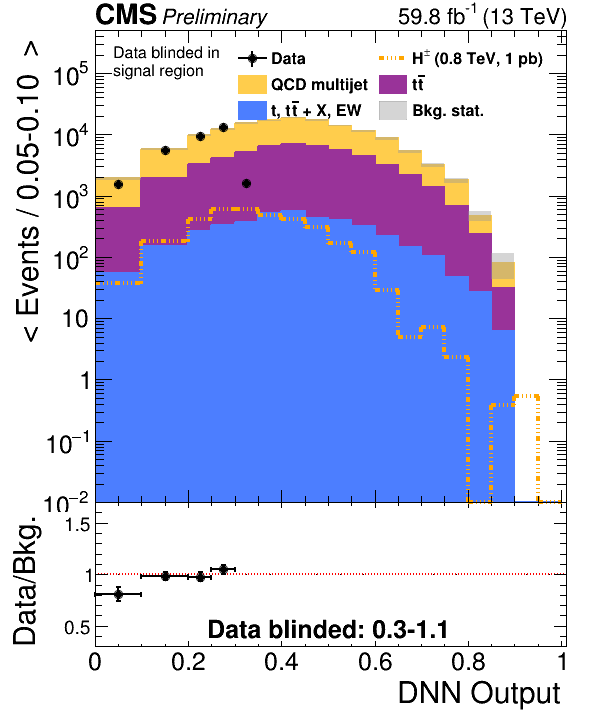 CMS Preliminary 59.8 fb⁻¹ (13 TeV)
Data blinded in
signal region
Data
H± (0.8 TeV, 1 pb)
QCD multijet
tt̄
t, tt̄ + X, EW
Bkg. stat.
< Events / 0.05-0.10 >
10⁵
10⁴
10³
10²
10
1
10⁻¹
10⁻²
Data/Bkg.
1.5
1
0.5
Data blinded: 0.3-1.1
0 0.2 0.4 0.6 0.8 1
DNN Output